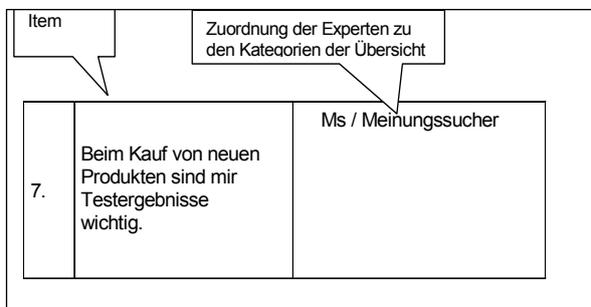 Item
Zuordnung der Experten zu
den Kategorien der Übersicht
Ms / Meinungssucher
7.
Beim Kauf von neuen
Produkten sind mir
Testergebnisse
wichtig.